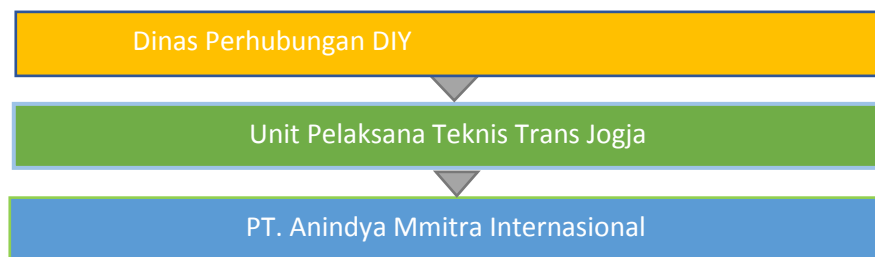 Dinas Perhubungan DIY
Unit Pelaksana Teknis Trans Jogja
PT. Anindya Mmitra Internasional